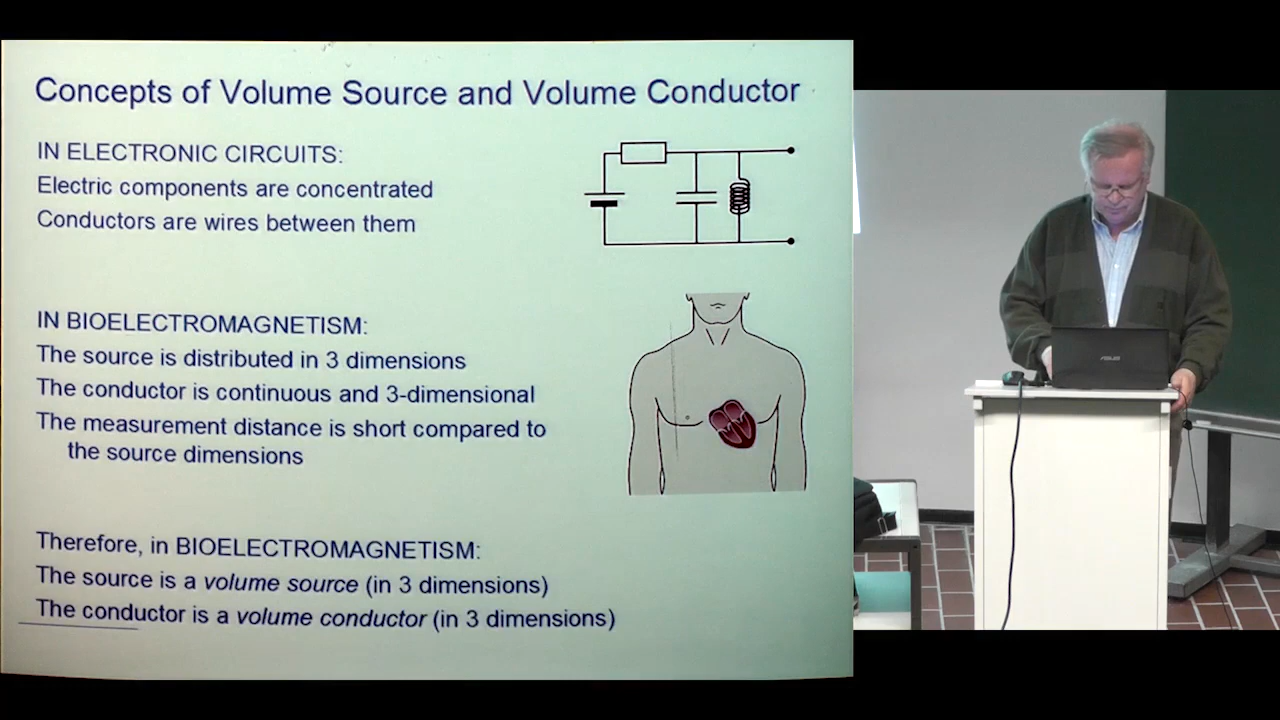 Concepts of Volume Source and Volume Conductor
IN ELECTRONIC CIRCUITS:
Electric components are concentrated
Conductors are wires between them
IN BIOELECTROMAGNETISM:
The source is distributed in 3 dimensions
The conductor is continuous and 3-dimensional
The measurement distance is short compared to
the source dimensions
Therefore, in BIOELECTROMAGNETISM:
The source is a volume source (in 3 dimensions)
The conductor is a volume conductor (in 3 dimensions)
ASUS